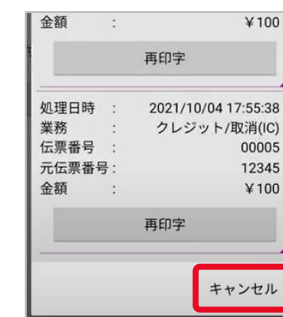 金額 : ￥100
再印字
処理日時 : 2021/10/04 17:55:38
業務 : クレジット/取消(IC)
伝票番号 : 00005
元伝票番号 : 12345
金額 : ￥100
再印字
キャンセル